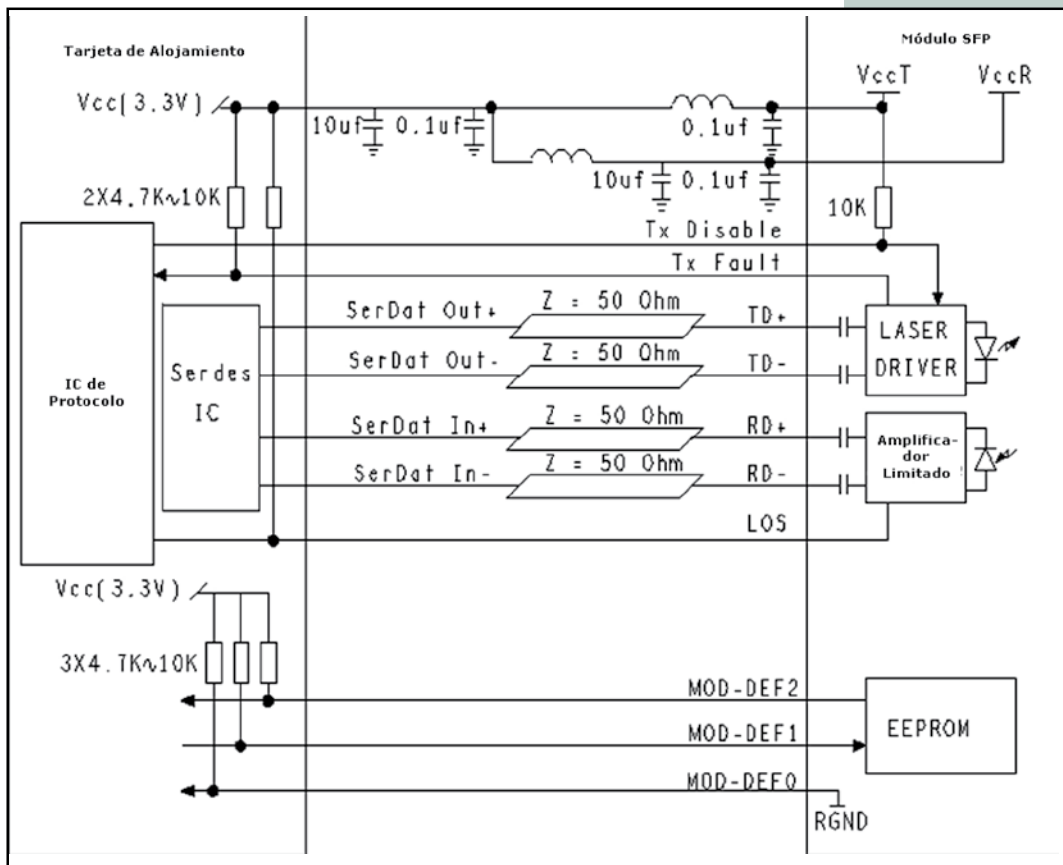 Tarjeta de Alojamiento
Módulo SFP
VccT
VccR
Vcc(3.3V)
10uf
0.1uf
0.1uf
10uf
0.1uf
2X4.7K~10K
10K
Tx Disable
Tx Fault
IC de
Protocolo
Serdes
IC
SerDat Out+
Z = 50 Ohm
TD+
SerDat Out-
Z = 50 Ohm
TD-
LASER
DRIVER
SerDat In+
Z = 50 Ohm
RD+
SerDat In-
Z = 50 Ohm
RD-
Amplifica-
dor
Limitado
LOS
Vcc(3.3V)
3X4.7K~10K
MOD-DEF2
MOD-DEF1
MOD-DEF0
EEPROM
RGND